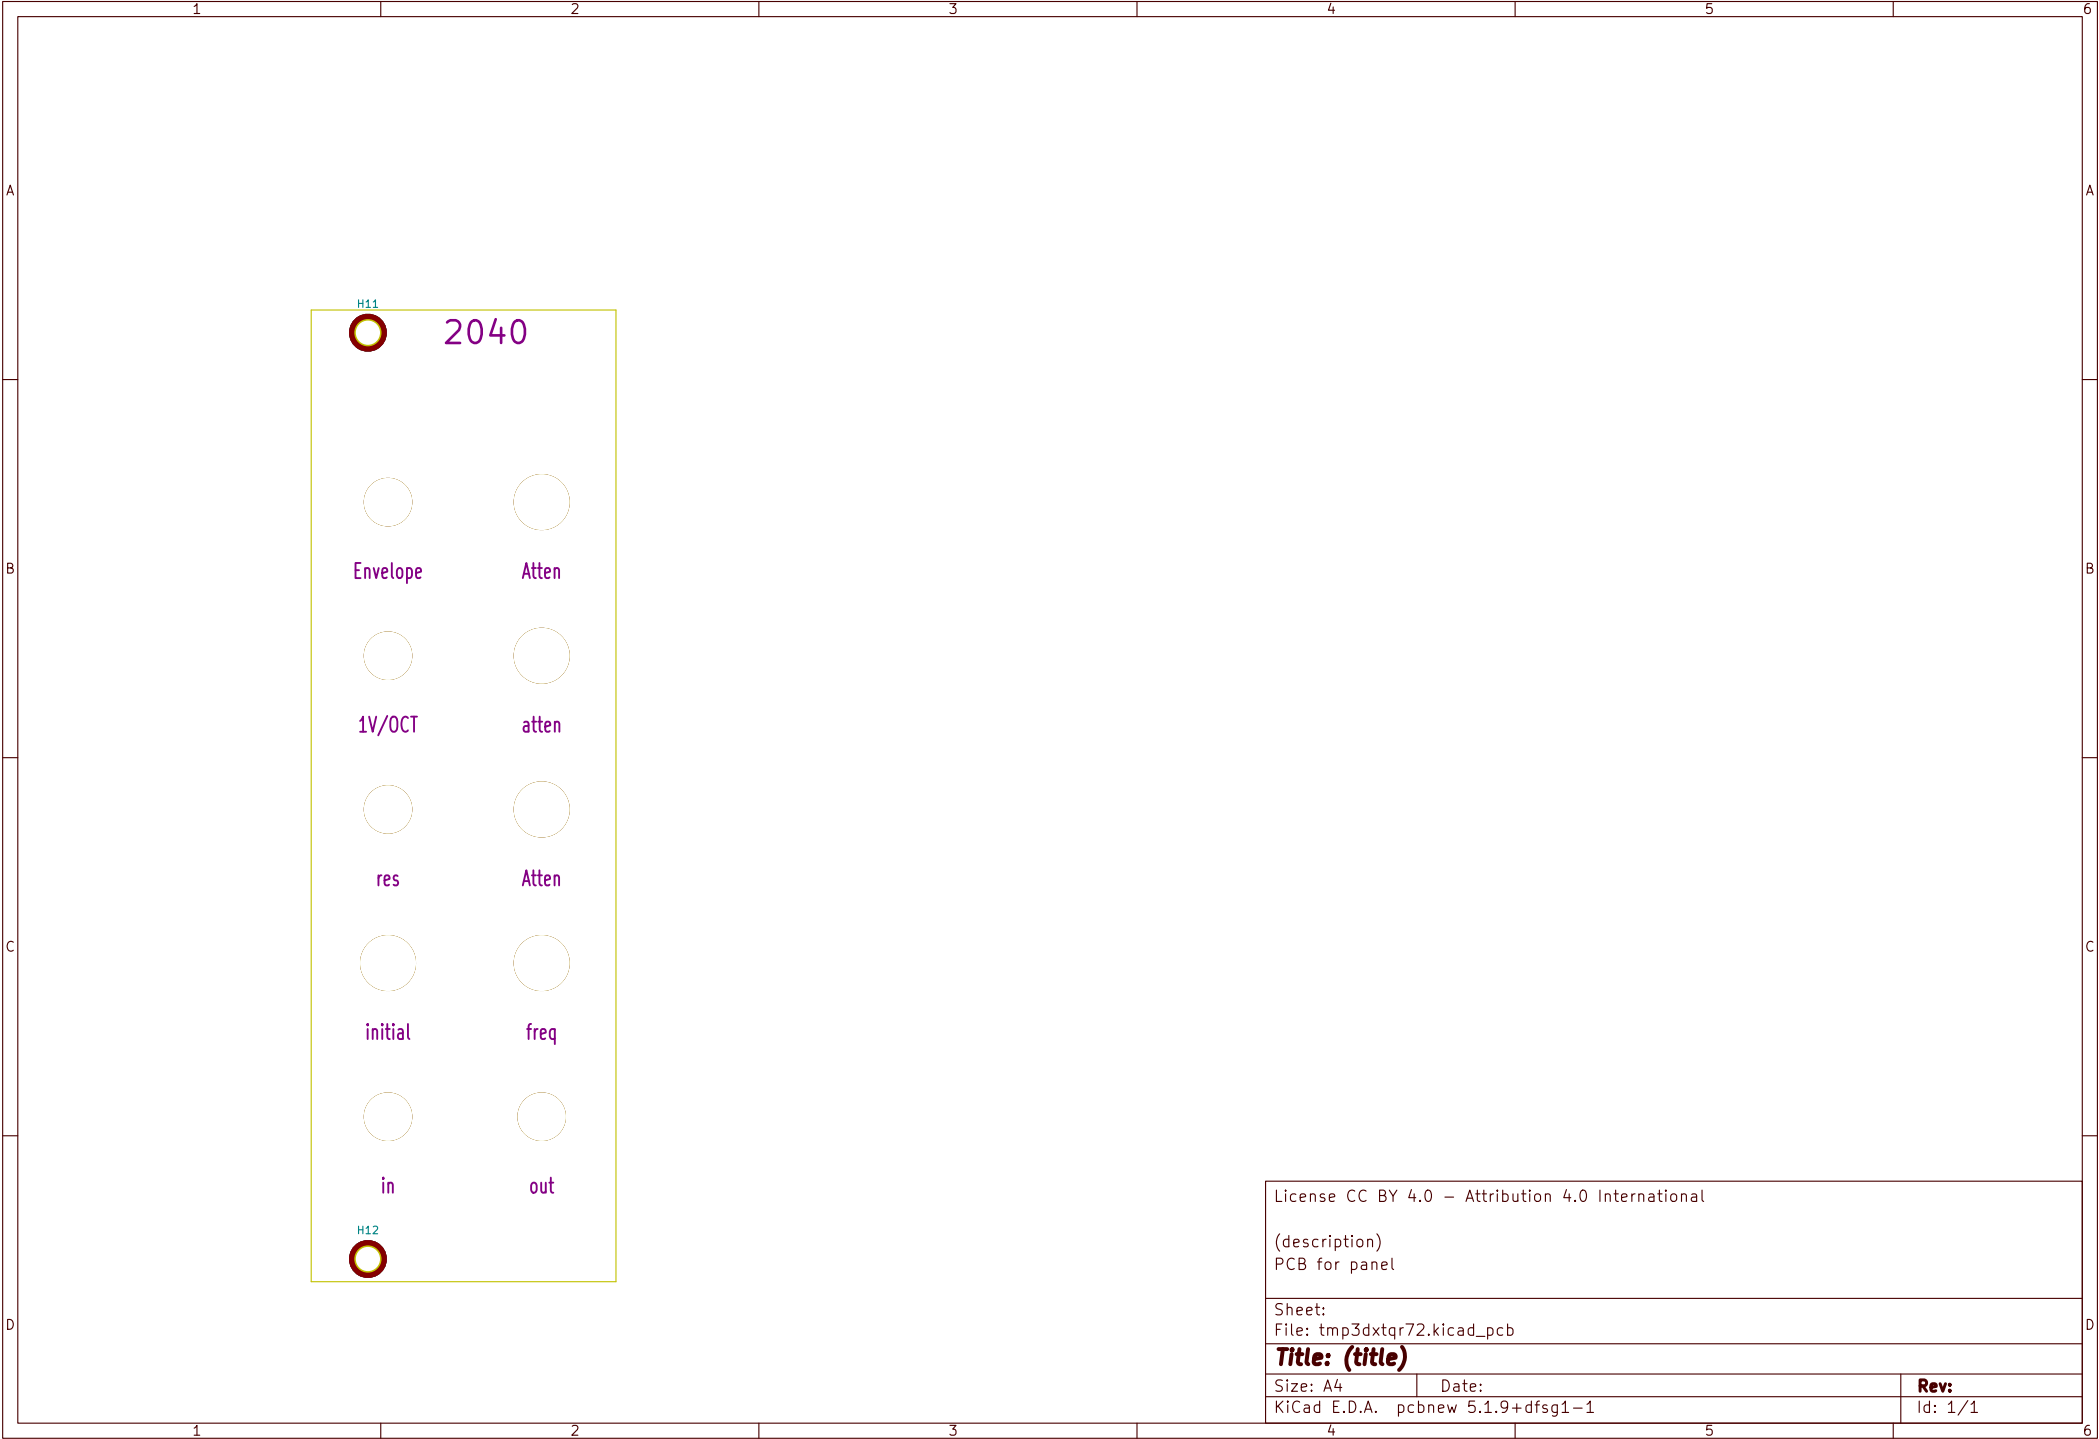 1 2 3 4 5 6
A A
H11
2040
Envelope Atten
B B
1V/OCT atten
res Atten
C C
initial freq
in out
License CC BY 4.0 - Attribution 4.0 International
H12
(description)
PCB for panel
Sheet:
D D
File: tmp3dxtqr72.kicad_pcb
Title: (title)
Size: A4 Date: Rev:
KiCad E.D.A. pcbnew 5.1.9+dfsg1-1 Id: 1/1
1 2 3 4 5 6